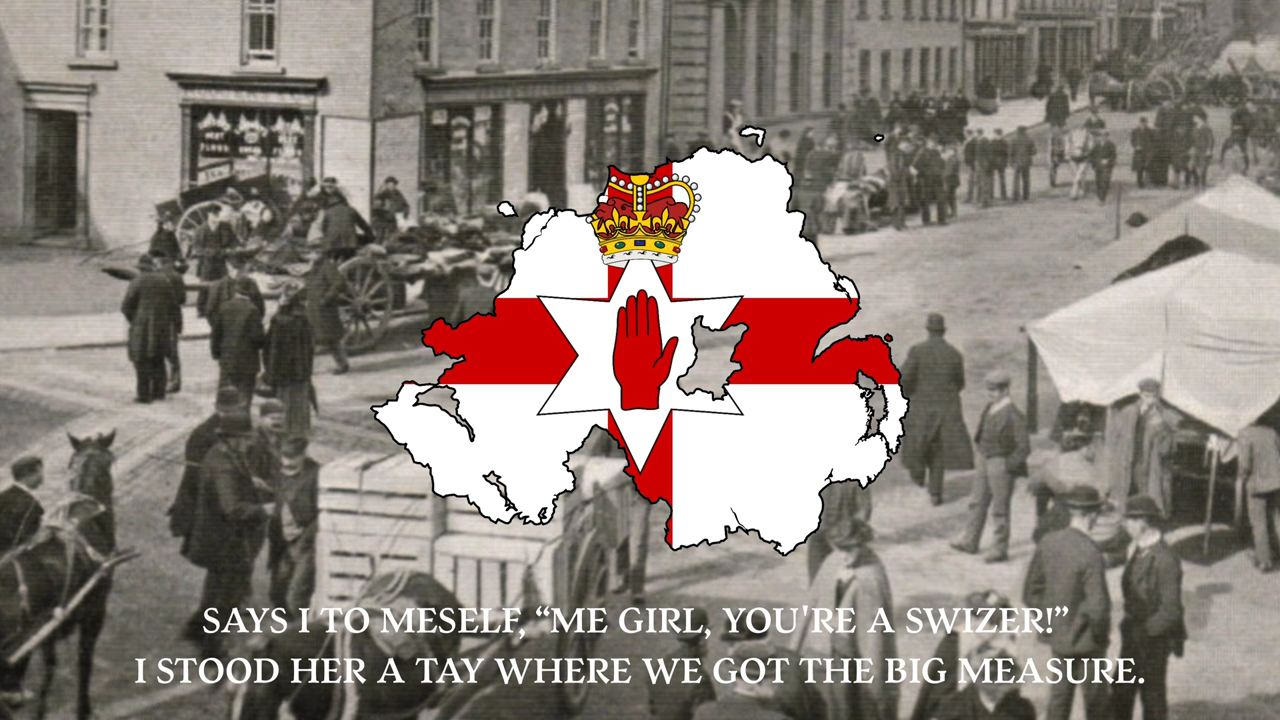 SAYS I TO MESELF, “ME GIRL, YOU'RE A SWIZER!”
I STOOD HER A TAY WHERE WE GOT THE BIG MEASURE.